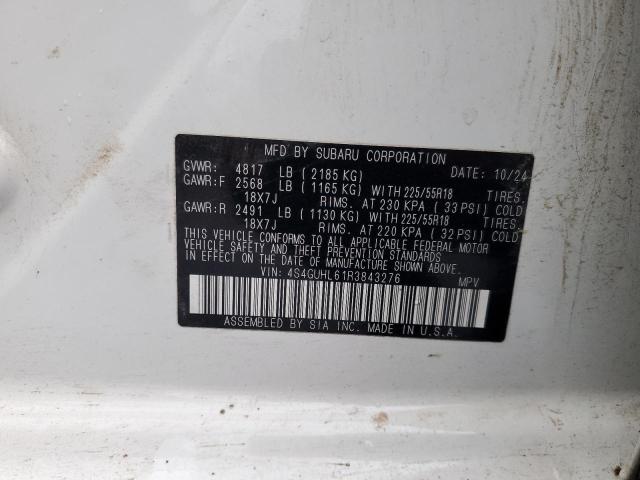 MFD BY SUBARU CORPORATION DATE: 10/24
GVWR: 4817 LB ( 2185 KG)
GAWR:F 2568 LB ( 1165 KG) WITH 225/55R18 TIRES.
18X7J RIMS. AT 230 KPA ( 33 PSI) COLD
GAWR:R 2491 LB ( 1130 KG) WITH 225/55R18 TIRES.
18X7J RIMS. AT 220 KPA ( 32 PSI) COLD
THIS VEHICLE CONFORMS TO ALL APPLICABLE FEDERAL MOTOR
VEHICLE SAFETY AND THEFT PREVENTION STANDARDS
IN EFFECT ON THE DATE OF MANUFACTURE SHOWN ABOVE.
VIN: 4S4GUHL61R3843276 MPV
ASSEMBLED BY SIA INC. MADE IN U.S.A.